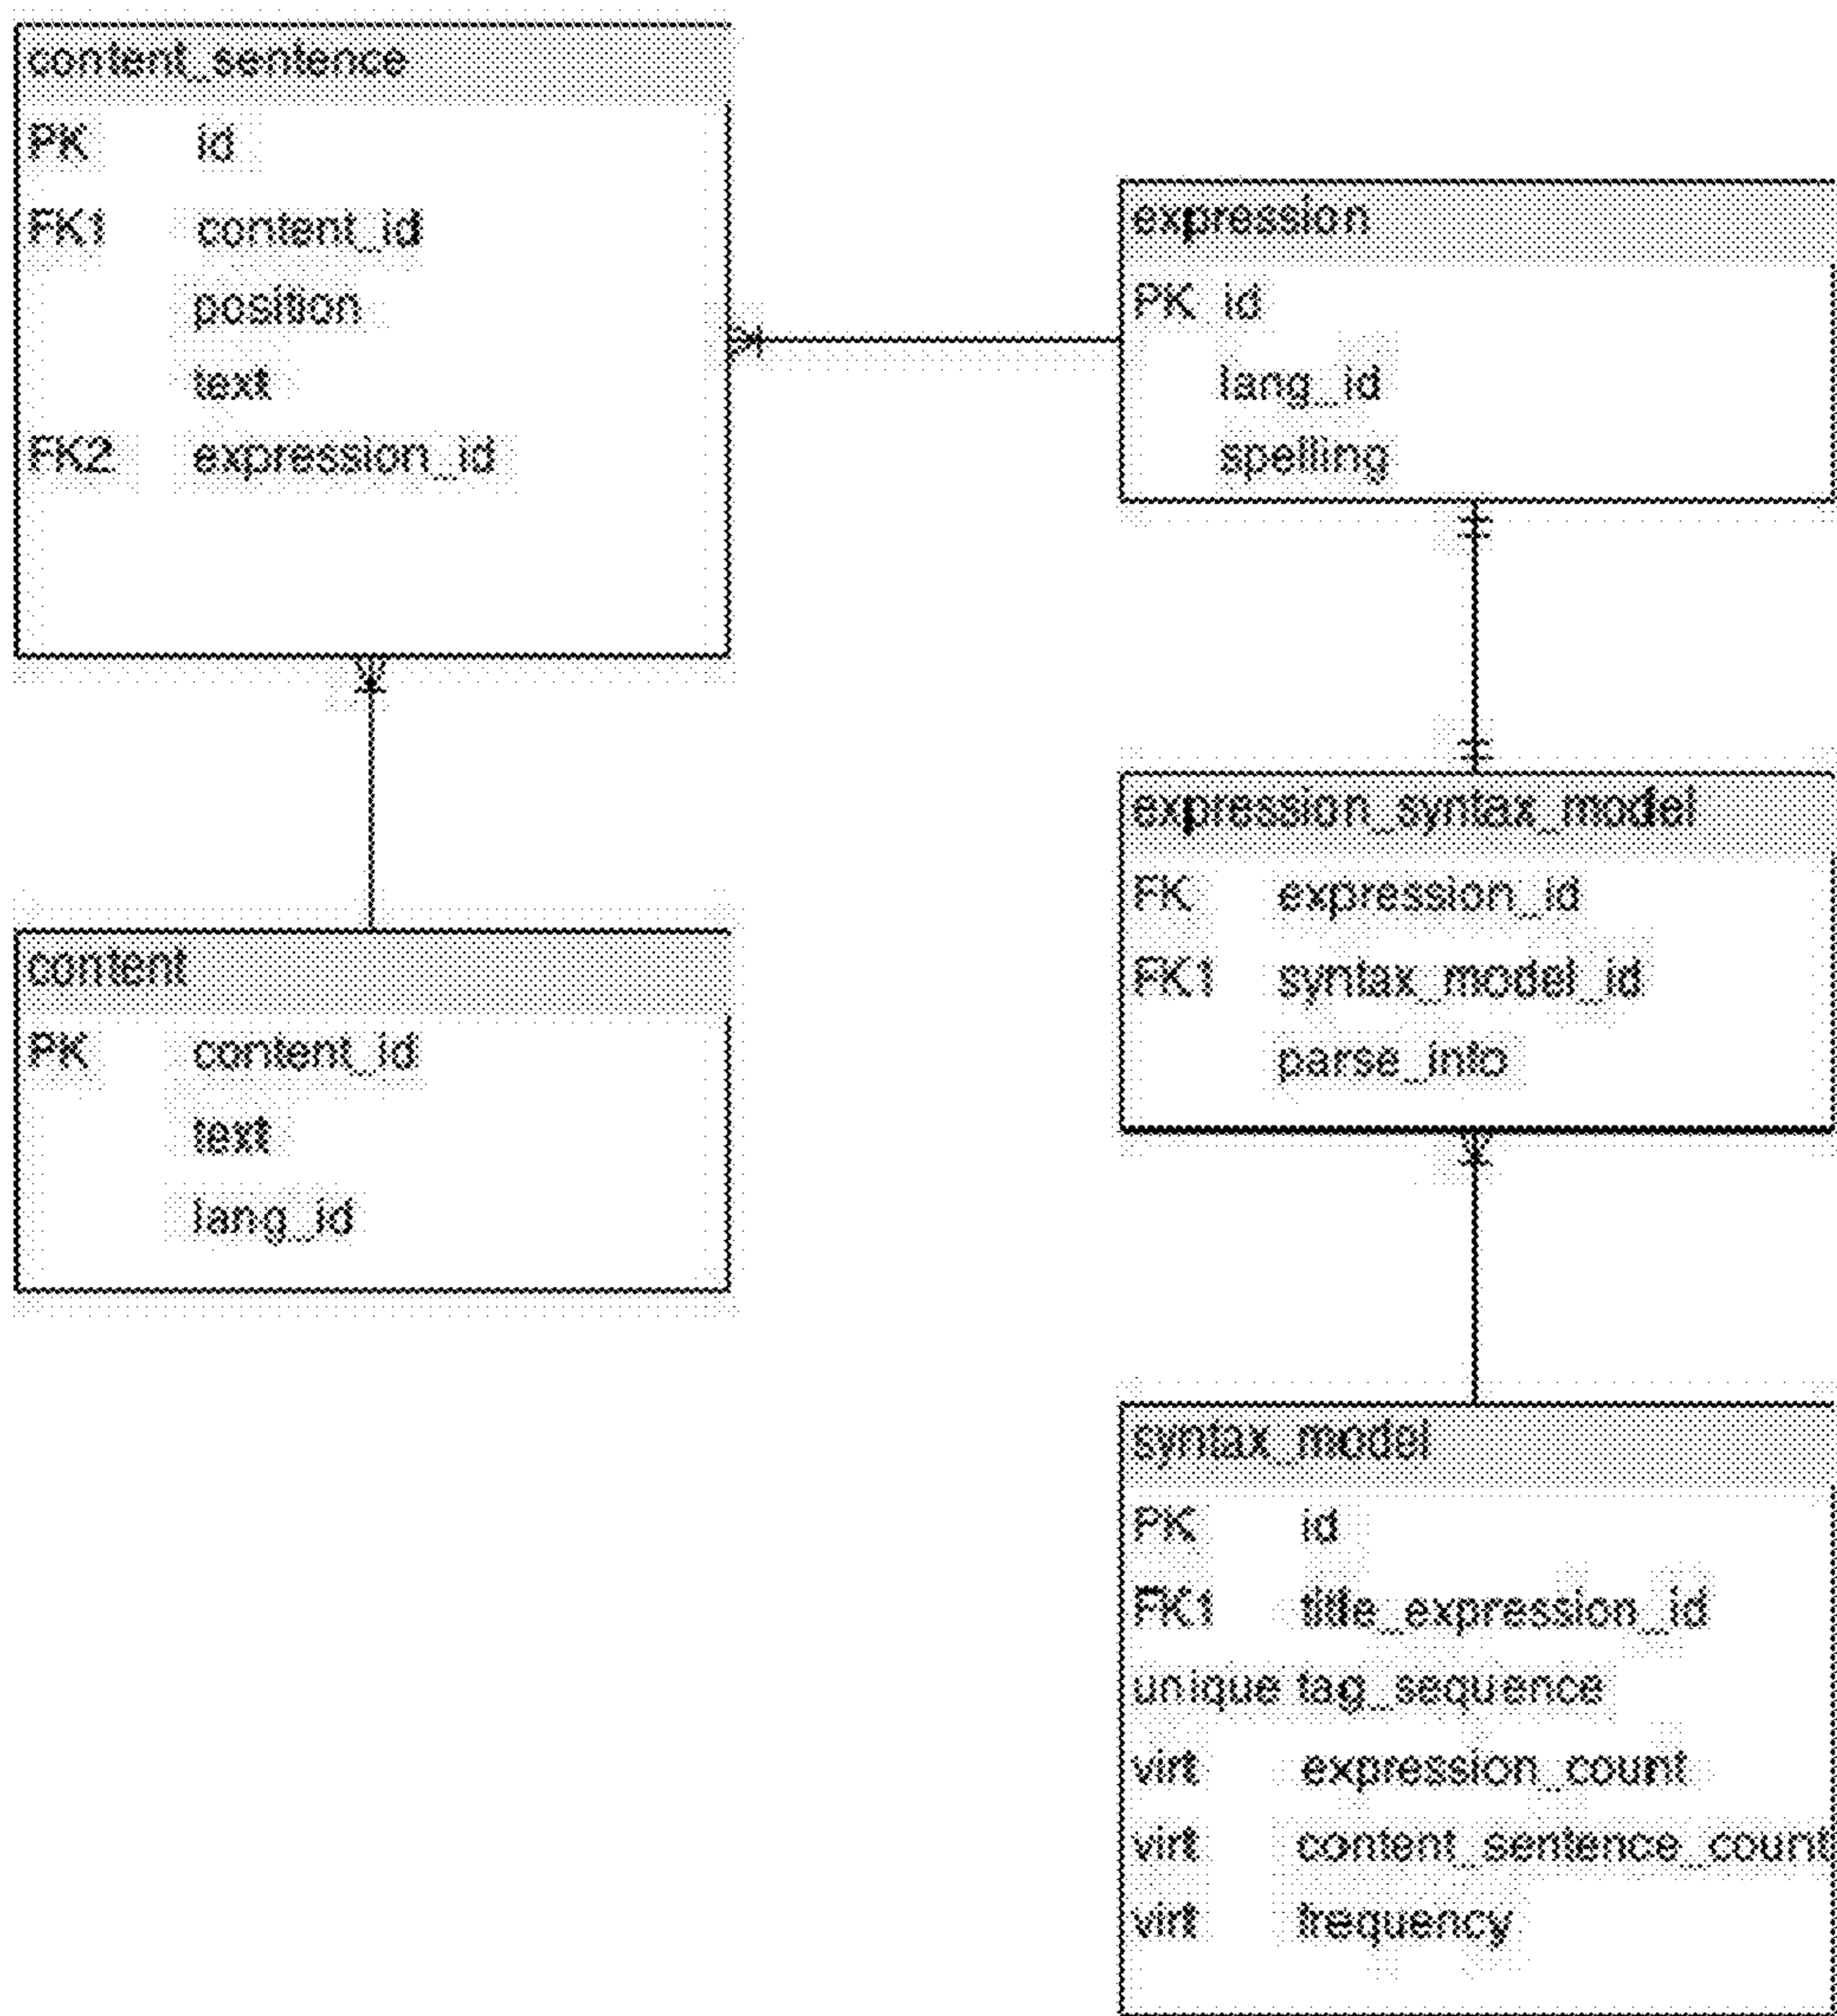 content_sentence
PK id
FK1 content_id
position
text
FK2 expression_id
expression
PK id
lang_id
spelling
expression_syntax_model
FK expression_id
FK1 syntax_model_id
parse_info
content
PK content_id
text
lang_id
syntax_model
PK id
FK1 title_expression_id
unique tag_sequence
virt expression_count
virt content_sentence_count
virt frequency